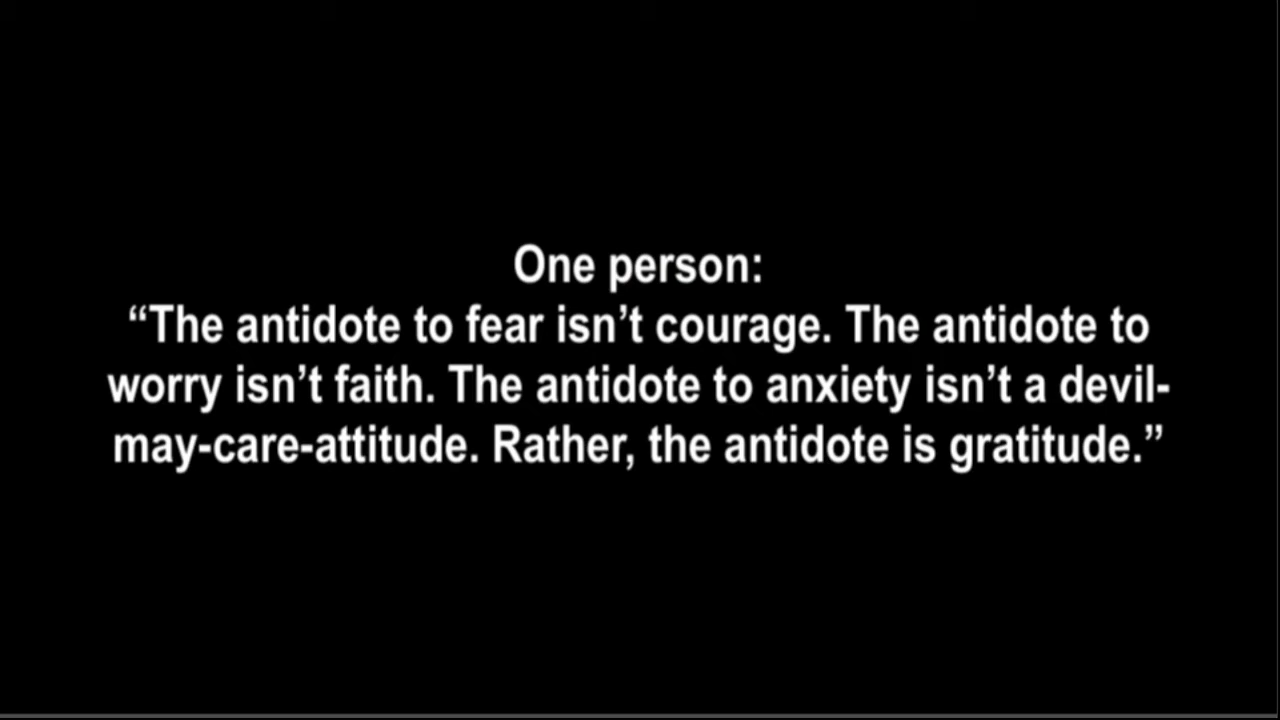 One person:
“The antidote to fear isn’t courage. The antidote to
worry isn’t faith. The antidote to anxiety isn’t a devil-
may-care-attitude. Rather, the antidote is gratitude.”